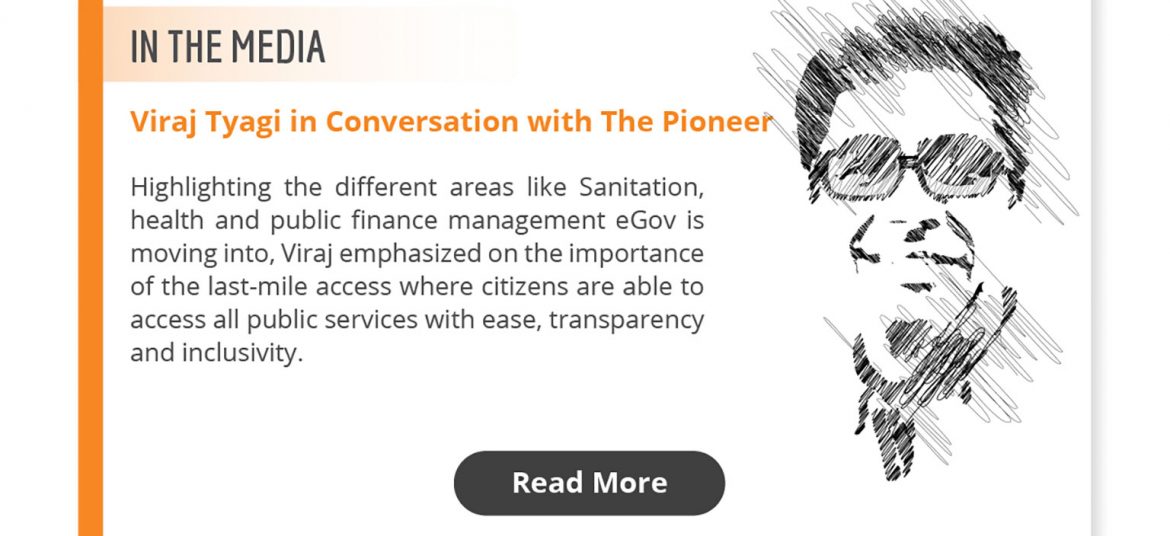 IN THE MEDIA
Viraj Tyagi in Conversation with The Pioneer
Highlighting the different areas like Sanitation,
health and public finance management eGov is
moving into, Viraj emphasized on the importance
of the last-mile access where citizens are able to
access all public services with ease, transparency
and inclusivity.
Read More